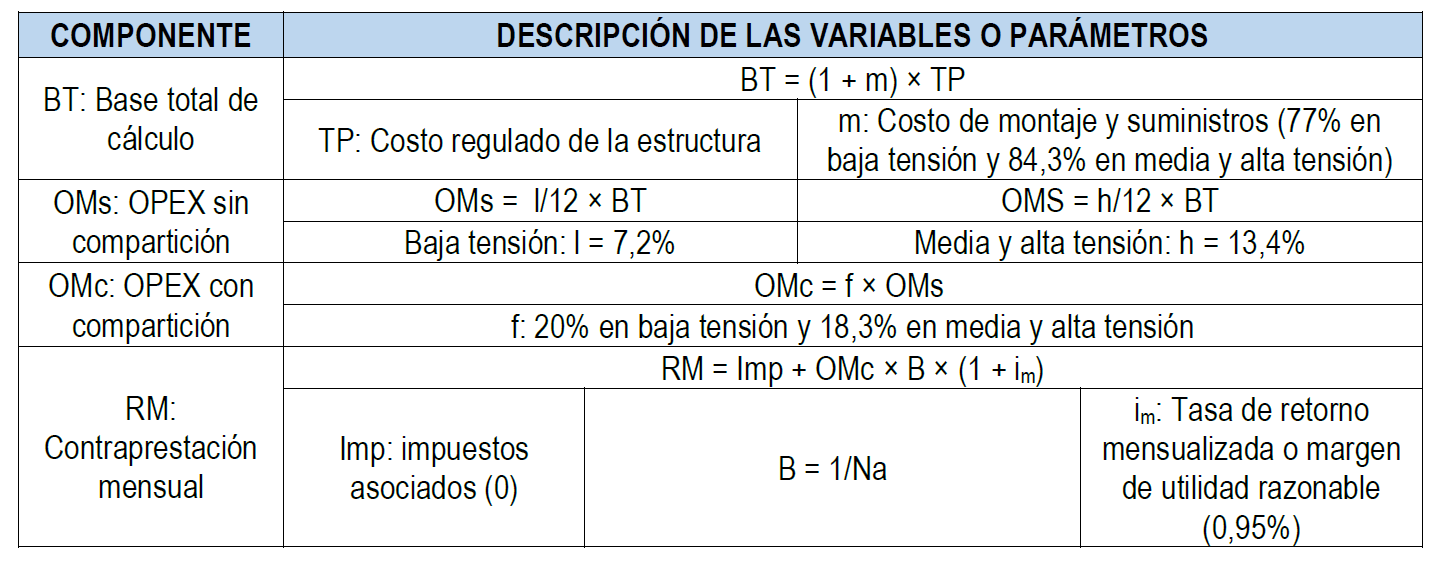 COMPONENTE
DESCRIPCIÓN DE LAS VARIABLES O PARÁMETROS
BT: Base total de
cálculo
BT = (1 + m) × TP
TP: Costo regulado de la estructura
m: Costo de montaje y suministros (77% en
baja tensión y 84,3% en media y alta tensión)
OMs: OPEX sin
compartición
OMs = l/12 × BT
OMS = h/12 × BT
Baja tensión: l = 7,2%
Media y alta tensión: h = 13,4%
OMc: OPEX con
compartición
OMc = f × OMs
f: 20% en baja tensión y 18,3% en media y alta tensión
RM:
Contraprestación
mensual
RM = Imp + OMc × B × (1 + im)
Imp: impuestos
asociados (0)
B = 1/Na
im: Tasa de retorno
mensualizada o margen
de utilidad razonable
(0,95%)